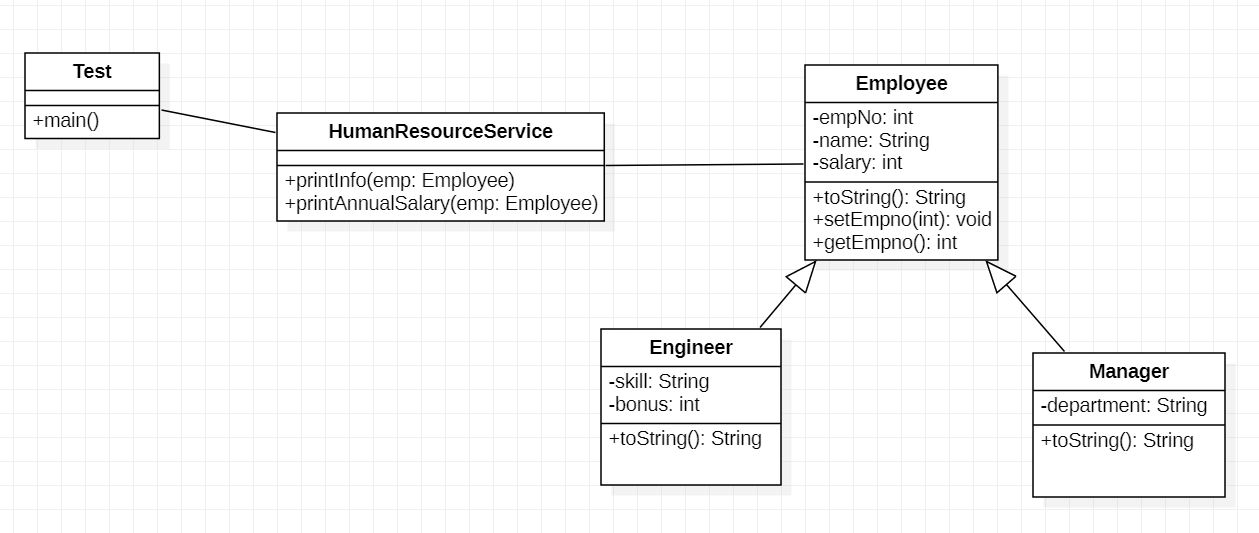 Test
+main()
HumanResourceService
+printInfo(emp: Employee)
+printAnnualSalary(emp: Employee)
Employee
-empNo: int
-name: String
-salary: int
+toString(): String
+setEmpno(int): void
+getEmpno(): int
Engineer
-skill: String
-bonus: int
+toString(): String
Manager
-department: String
+toString(): String